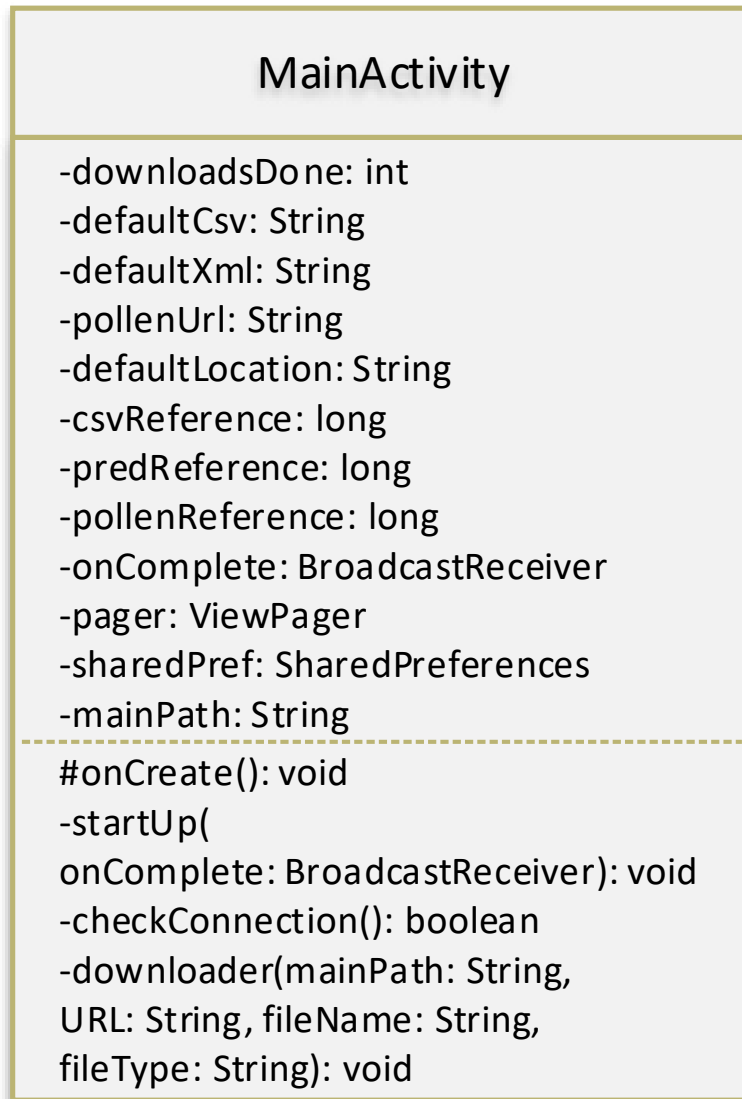 MainActivity
-downloadsDone: int
-defaultCsv: String
-defaultXml: String
-pollenUrl: String
-defaultLocation: String
-csvReference: long
-predReference: long
-pollenReference: long
-onComplete: BroadcastReceiver
-pager: ViewPager
-sharedPref: SharedPreferences
-mainPath: String
#onCreate(): void
-startUp(
onComplete: BroadcastReceiver): void
-checkConnection(): boolean
-downloader(mainPath: String,
URL: String, fileName: String,
fileType: String): void